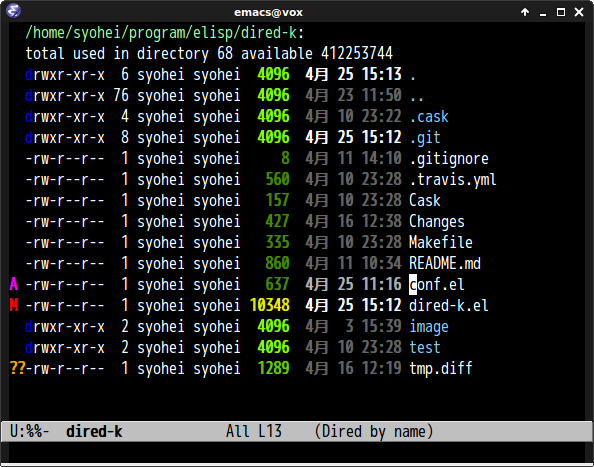 emacs@vox
/home/syohei/program/elisp/dired-k:
total used in directory 68 available 412253744
drwxr-xr-x  6 syohei syohei  4096  4月 25 15:13 .
drwxr-xr-x 76 syohei syohei  4096  4月 23 11:50 ..
drwxr-xr-x  4 syohei syohei  4096  4月 10 23:22 .cask
drwxr-xr-x  8 syohei syohei  4096  4月 25 15:12 .git
-rw-r--r--  1 syohei syohei     8  4月 11 14:10 .gitignore
-rw-r--r--  1 syohei syohei   560  4月 10 23:28 .travis.yml
-rw-r--r--  1 syohei syohei   157  4月 10 23:28 Cask
-rw-r--r--  1 syohei syohei   427  4月 16 12:38 Changes
-rw-r--r--  1 syohei syohei   335  4月 10 23:28 Makefile
-rw-r--r--  1 syohei syohei   860  4月 11 10:34 README.md
A -rw-r--r--  1 syohei syohei   637  4月 25 11:16 conf.el
M -rw-r--r--  1 syohei syohei 10348  4月 25 15:12 dired-k.el
drwxr-xr-x  2 syohei syohei  4096  4月  3 15:39 image
drwxr-xr-x  2 syohei syohei  4096  4月 10 23:28 test
??-rw-r--r--  1 syohei syohei  1289  4月 16 12:19 tmp.diff
U:%%-  dired-k             All L13    (Dired by name)